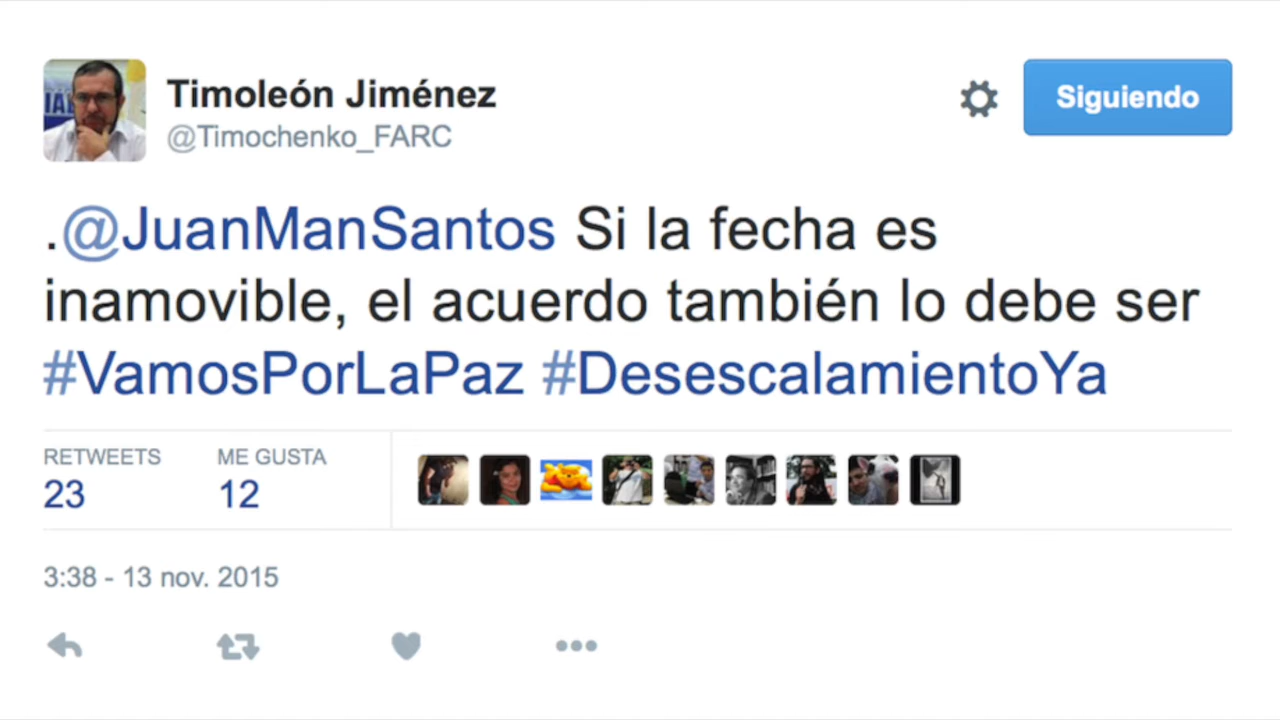 Timoleón Jiménez
@Timochenko_FARC
Siguiendo
.@JuanManSantos Si la fecha es
inamovible, el acuerdo también lo debe ser
#VamosPorLaPaz #DesescalamientoYa
RETWEETS ME GUSTA
23 12
3:38 - 13 nov. 2015